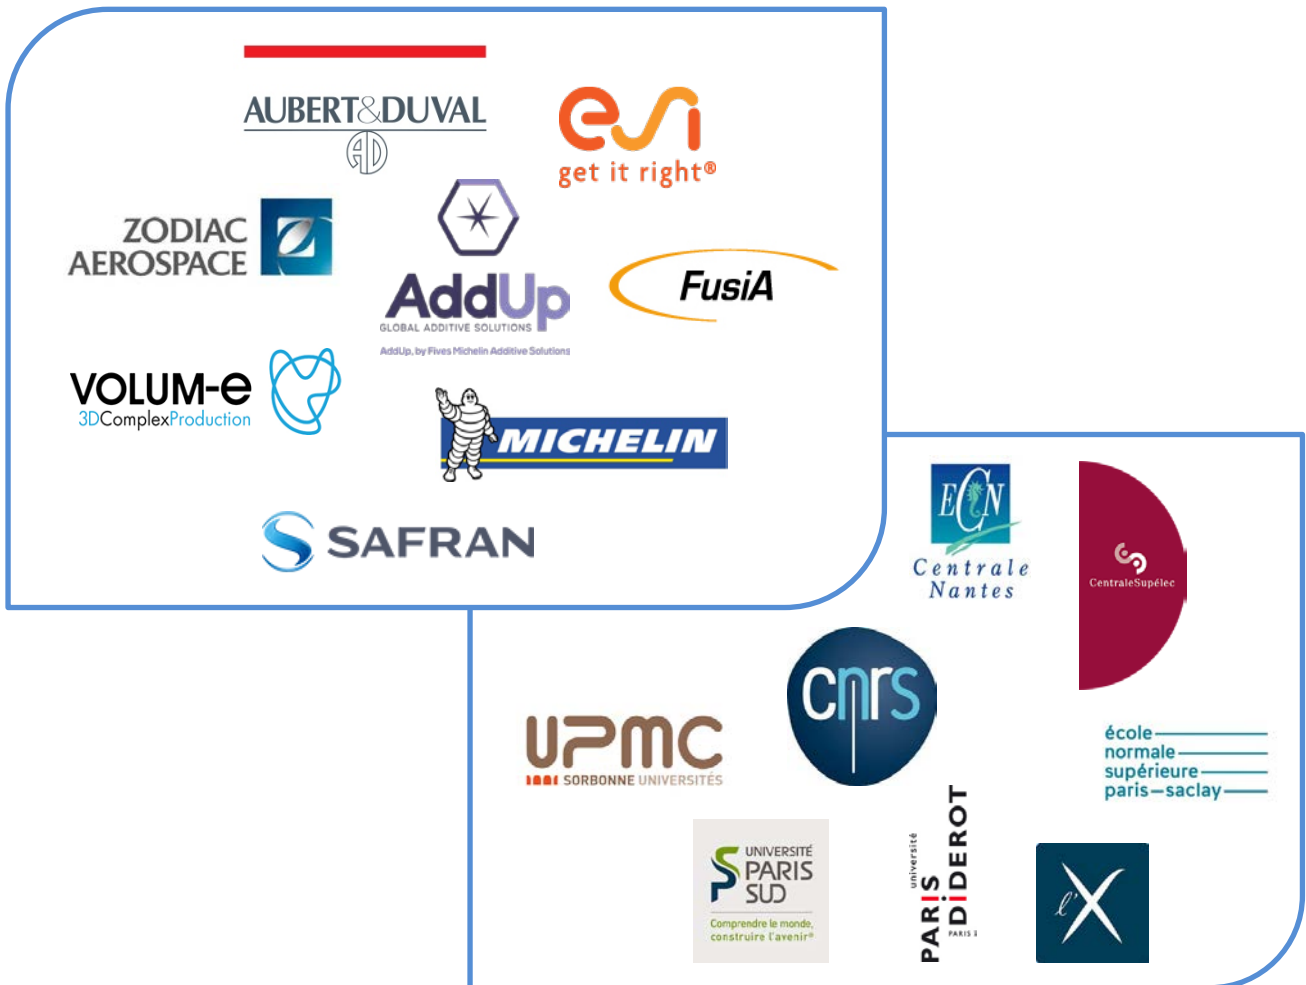 AUBERT&DUVAL
AD
esi
get it right®
ZODIAC
AEROSPACE
AddUp
GLOBAL ADDITIVE SOLUTIONS
AddUp, by Fives Michelin Additive Solutions
FusiA
VOLUM-e
3DComplexProduction
MICHELIN
SAFRAN
ECN
Centrale
Nantes
CentraleSupélec
cnrs
UPMC
SORBONNE UNIVERSITÉS
école
normale
supérieure
paris–saclay
UNIVERSITÉ
PARIS
SUD
Comprendre le monde,
construire l'avenir®
université
PARIS
DiDEROT
PARIS
l'X